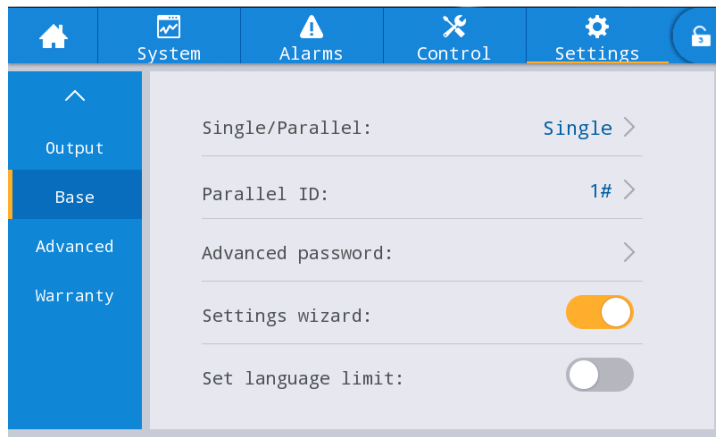 System
Alarms
Control
Settings
3
Output
Base
Advanced
Warranty
Single/Parallel:
Single
Parallel ID:
1#
Advanced password:
Settings wizard:
Set language limit: